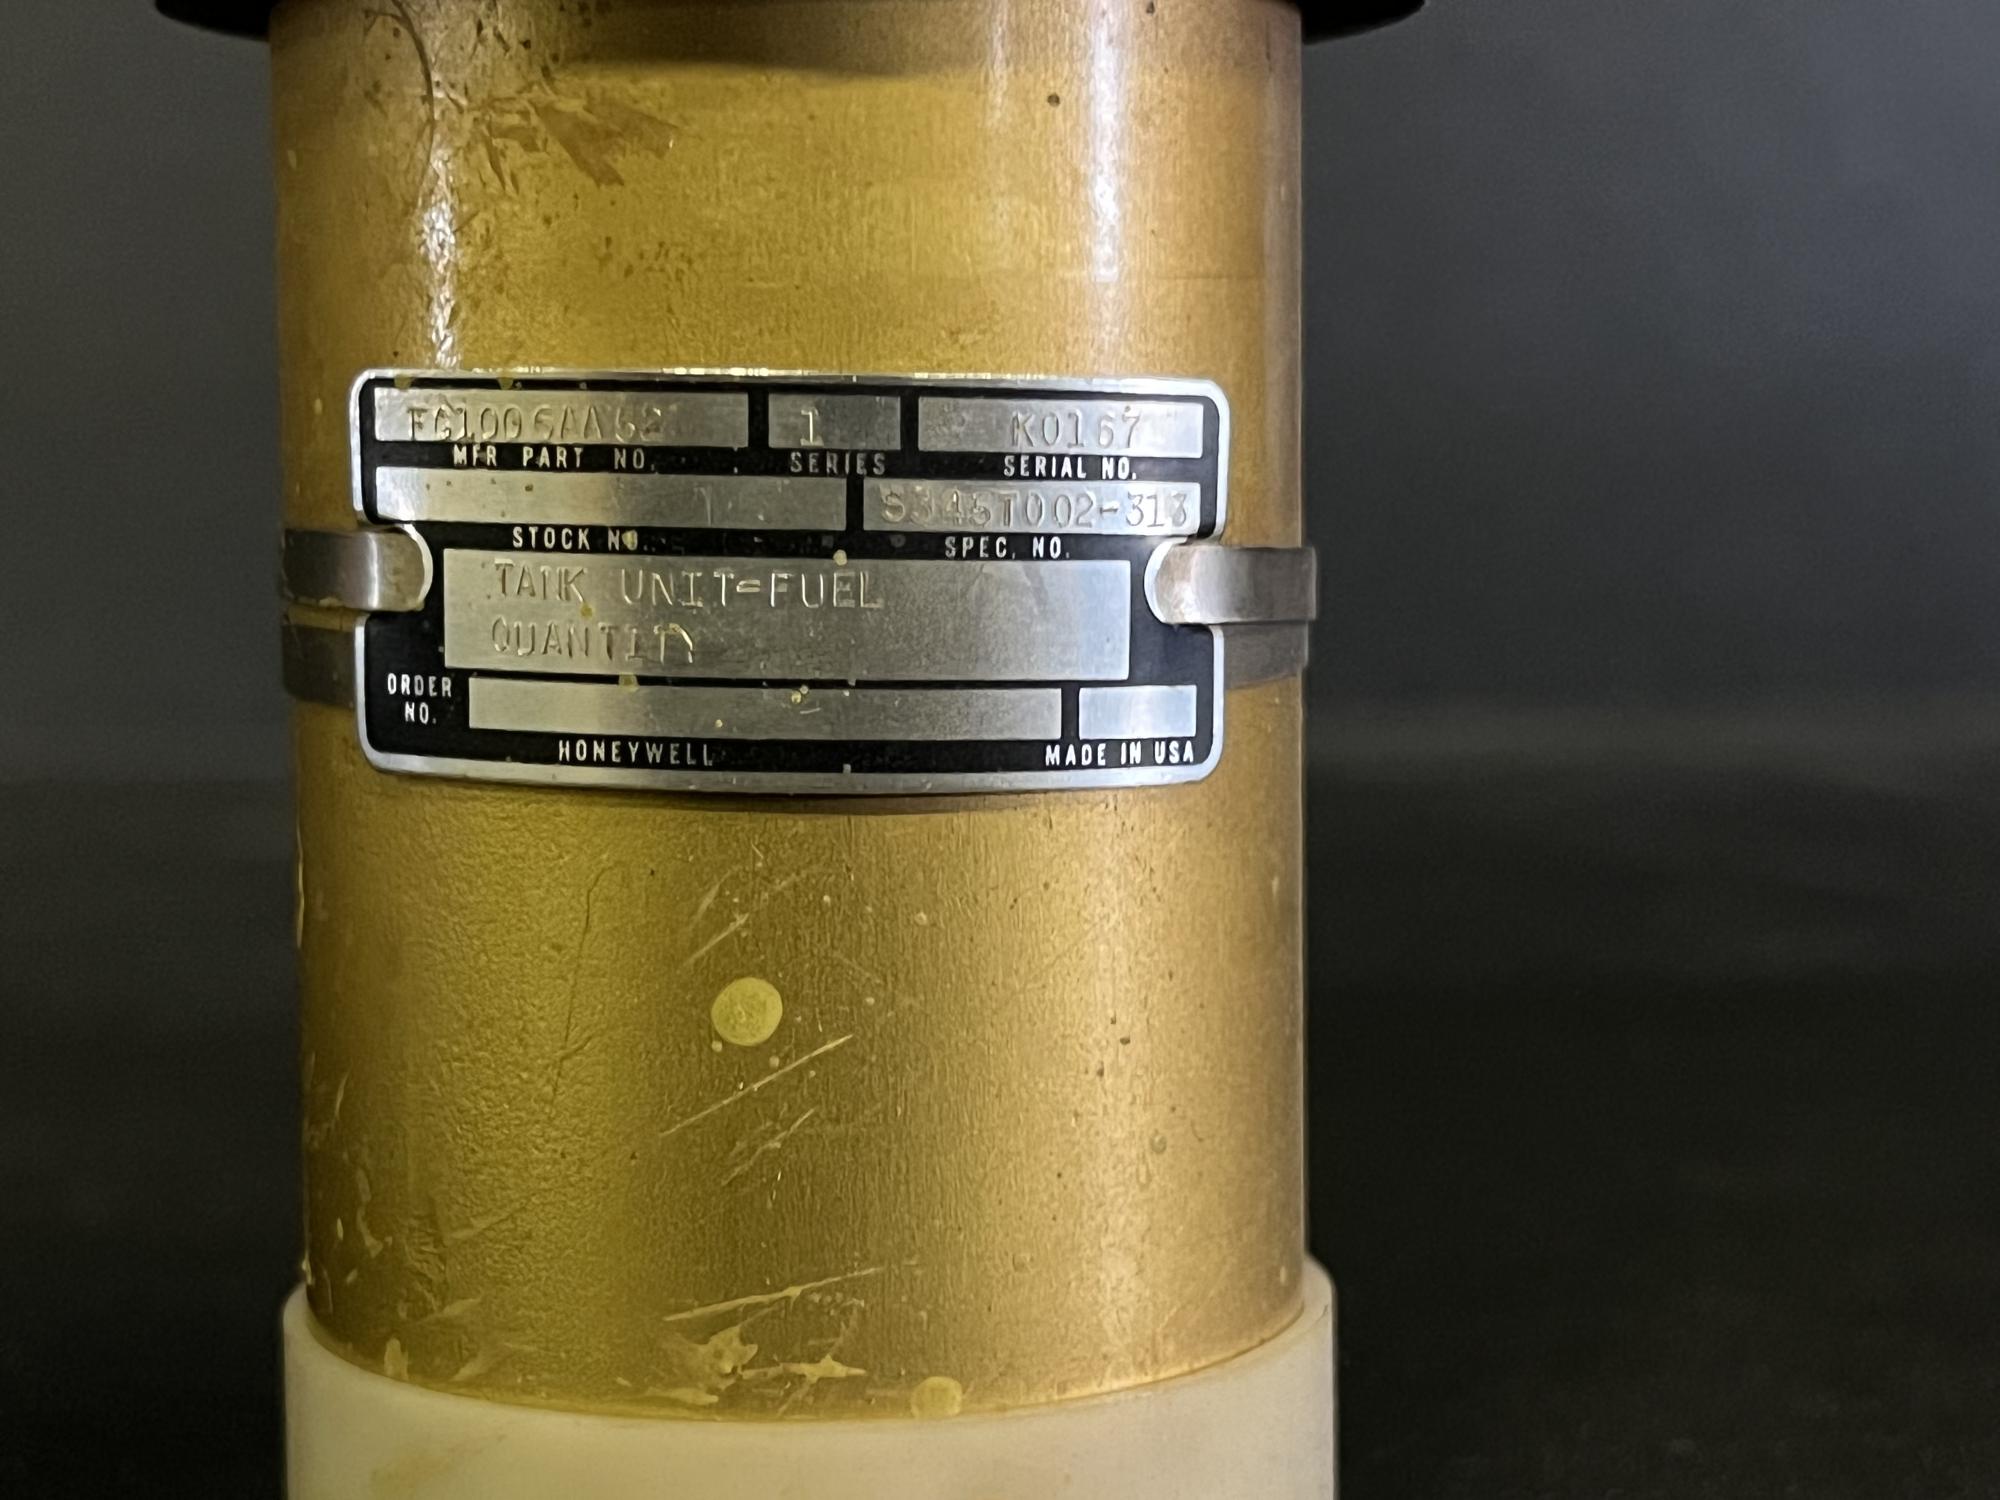 FG1006AA62 1 K0167
MFR PART NO. SERIES SERIAL NO.
S345T002-313
STOCK NO. SPEC. NO.
TANK UNIT=FUEL
QUANTITY
ORDER
NO.
HONEYWELL MADE IN USA